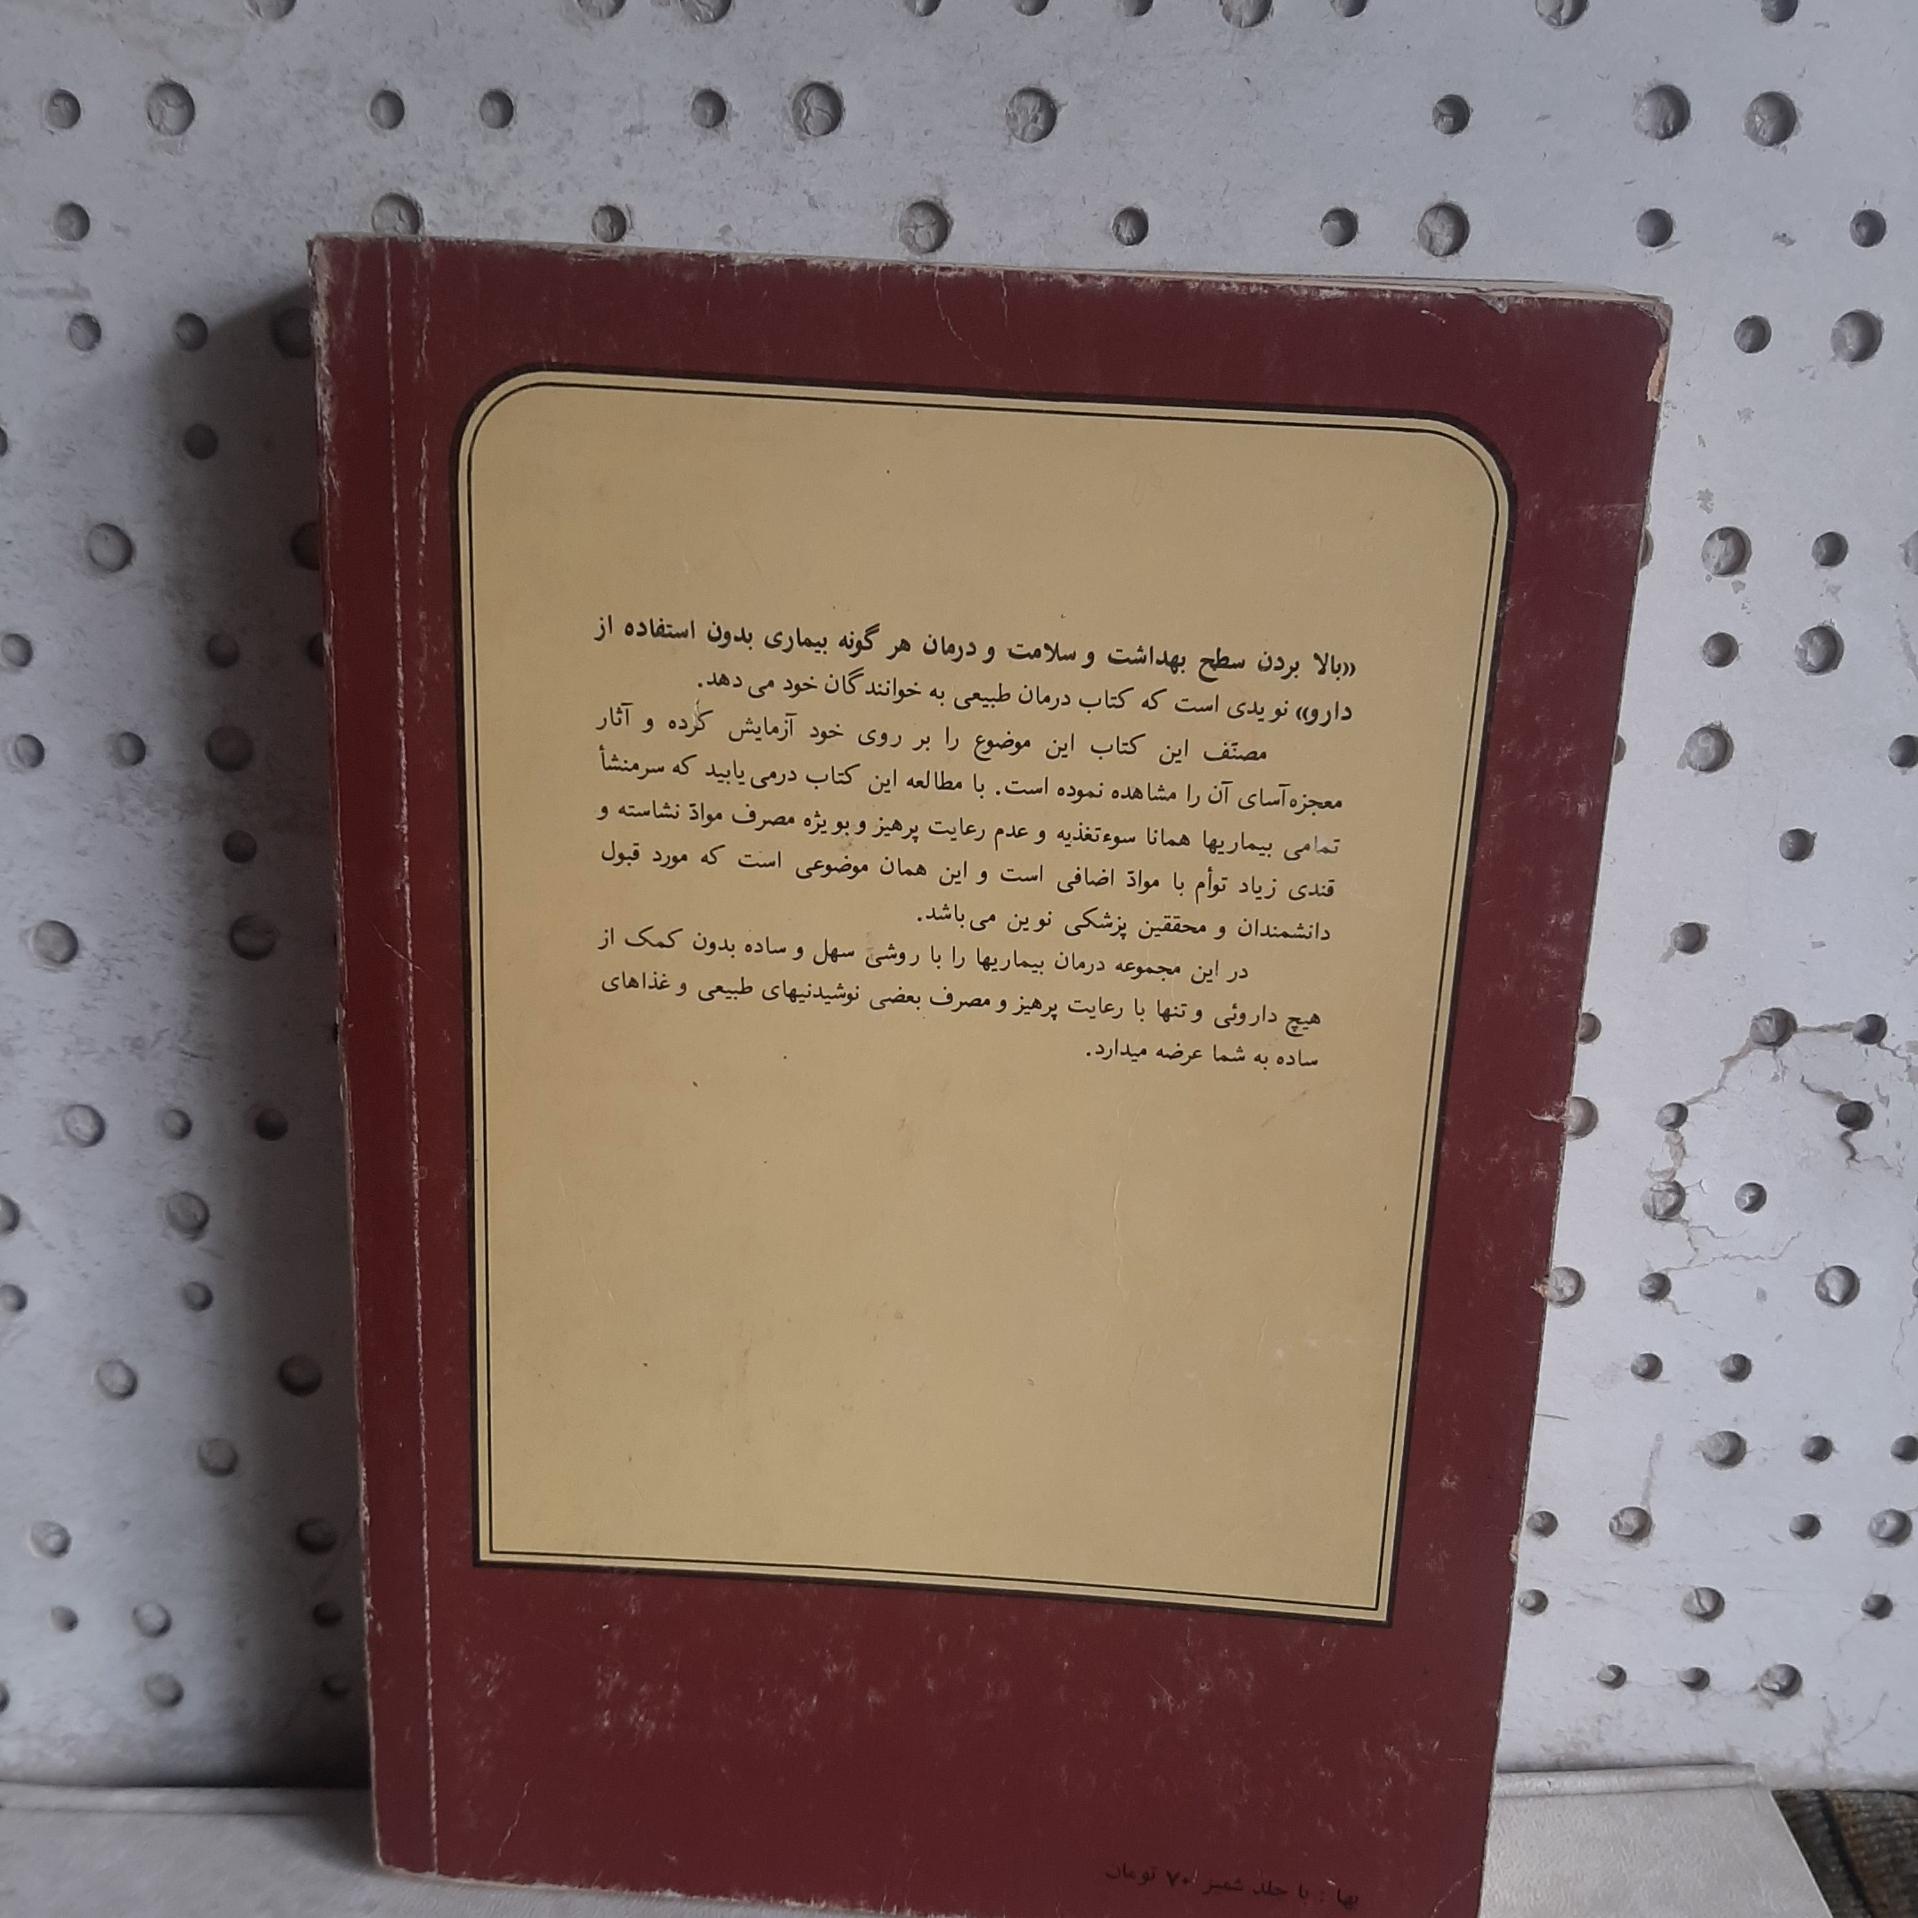 «بالا بردن سطح بهداشت و سلامت و درمان هر گونه بیماری بدون استفاده از
دارو» نویدی است که کتاب درمان طبیعی به خوانندگان خود می‌دهد.
مصنّف این کتاب این موضوع را بر روی خود آزمایش کرده و آثار
معجزه‌آسای آن را مشاهده نموده است. با مطالعه این کتاب درمی‌یابید که سرمنشأ
تمامی بیماریها همانا سوءتغذیه و عدم رعایت پرهیز و بویژه مصرف موادّ نشاسته و
قندی زیاد توأم با موادّ اضافی است و این همان موضوعی است که مورد قبول
دانشمندان و محققین پزشکی نوین می‌باشد.
در این مجموعه درمان بیماریها را با روشی سهل و ساده بدون کمک از
هیچ داروئی و تنها با رعایت پرهیز و مصرف بعضی نوشیدنیهای طبیعی و غذاهای
ساده به شما عرضه میدارد.
بها : با جلد شمیز ۷۰ تومان